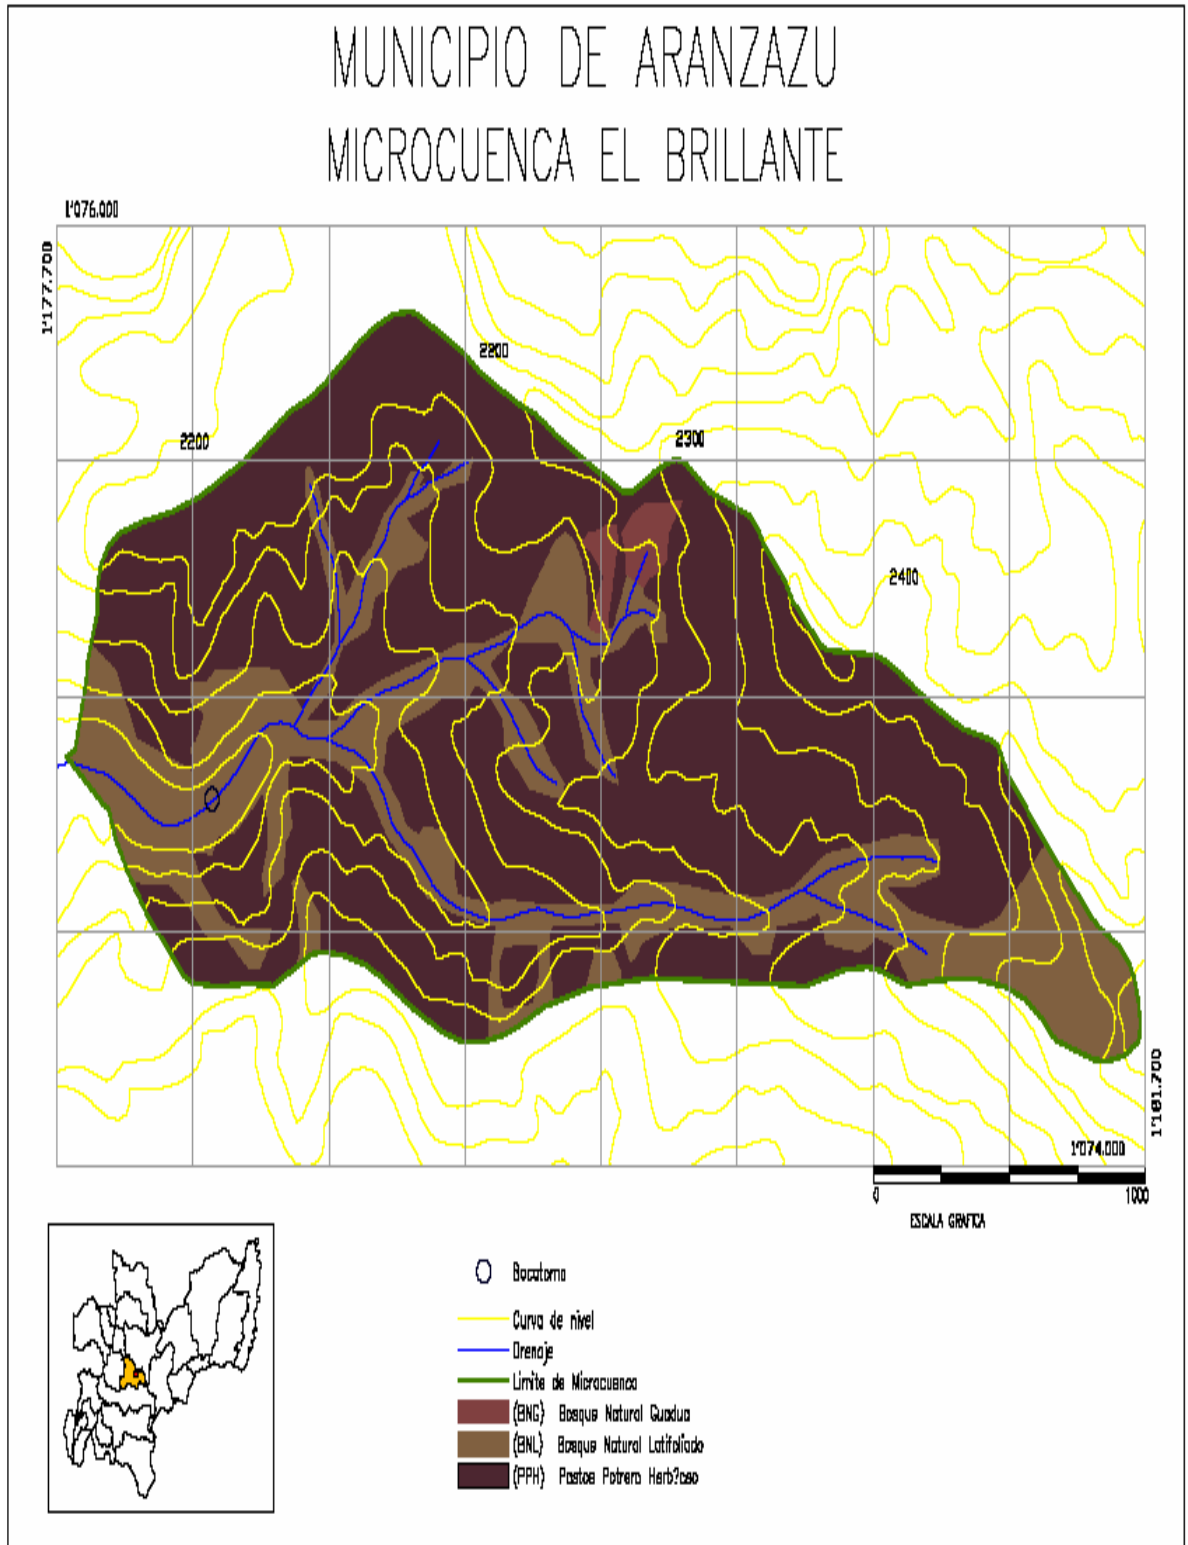 MUNICIPIO DE ARANZAZU
MICROCUENCA EL BRILLANTE
1'076.000
1'177.700
2200
2200
2300
2400
1'181.700
1'074.000
0 1000
ESCALA GRAFICA
Bocatoma
Curva de nivel
Drenaje
Limite de Microcuenca
(BNG) Bosque Natural Guadua
(BNL) Bosque Natural Latifoliado
(PPH) Pastos Potrero Herb?ceo